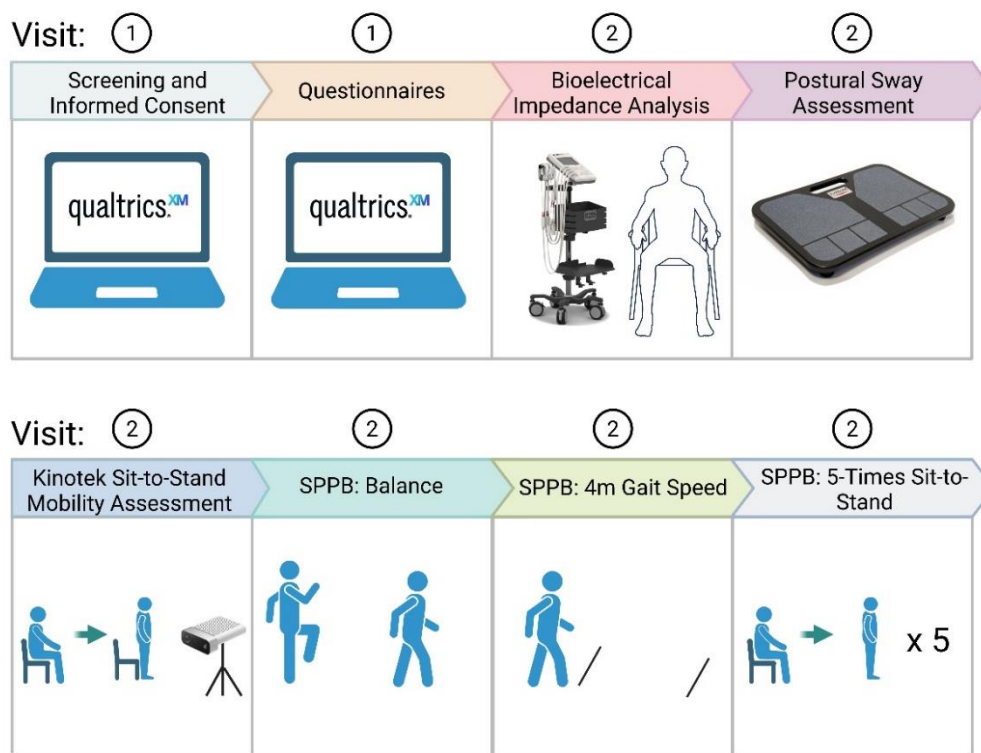 Visit: 1 1 2 2
Screening and
Informed Consent
Questionnaires
Bioelectrical
Impedance Analysis
Postural Sway
Assessment
qualtrics.XM
qualtrics.XM
Visit: 2 2 2 2
Kinotek Sit-to-Stand
Mobility Assessment
SPPB: Balance
SPPB: 4m Gait Speed
SPPB: 5-Times Sit-to-
Stand
x 5